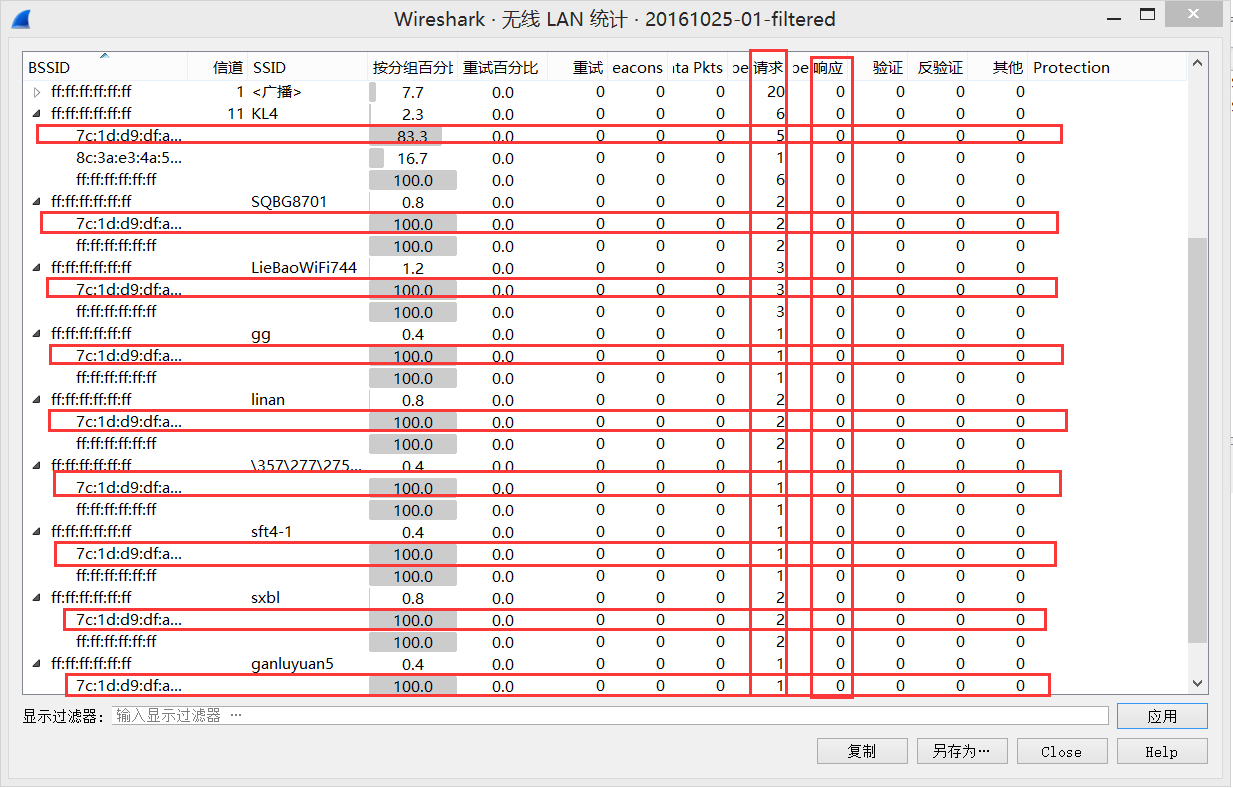 Wireshark · 无线 LAN 统计 · 20161025-01-filtered
BSSID 信道 SSID 按分组百分比 重试百分比 重试 eacons ita Pkts be 请求 be 响应 验证 反验证 其他 Protection
ff:ff:ff:ff:ff:ff 1 <广播> 7.7 0.0 0 0 0 20 0 0 0 0
ff:ff:ff:ff:ff:ff 11 KL4 2.3 0.0 0 0 0 6 0 0 0 0
7c:1d:d9:df:a... 83.3 0.0 0 0 0 5 0 0 0 0
8c:3a:e3:4a:5... 16.7 0.0 0 0 0 1 0 0 0 0
ff:ff:ff:ff:ff:ff 100.0 0.0 0 0 0 6 0 0 0 0
ff:ff:ff:ff:ff:ff SQBG8701 0.8 0.0 0 0 0 2 0 0 0 0
7c:1d:d9:df:a... 100.0 0.0 0 0 0 2 0 0 0 0
ff:ff:ff:ff:ff:ff 100.0 0.0 0 0 0 2 0 0 0 0
ff:ff:ff:ff:ff:ff LieBaoWiFi744 1.2 0.0 0 0 0 3 0 0 0 0
7c:1d:d9:df:a... 100.0 0.0 0 0 0 3 0 0 0 0
ff:ff:ff:ff:ff:ff 100.0 0.0 0 0 0 3 0 0 0 0
ff:ff:ff:ff:ff:ff gg 0.4 0.0 0 0 0 1 0 0 0 0
7c:1d:d9:df:a... 100.0 0.0 0 0 0 1 0 0 0 0
ff:ff:ff:ff:ff:ff 100.0 0.0 0 0 0 1 0 0 0 0
ff:ff:ff:ff:ff:ff linan 0.8 0.0 0 0 0 2 0 0 0 0
7c:1d:d9:df:a... 100.0 0.0 0 0 0 2 0 0 0 0
ff:ff:ff:ff:ff:ff 100.0 0.0 0 0 0 2 0 0 0 0
ff:ff:ff:ff:ff:ff \357\277\275... 0.4 0.0 0 0 0 1 0 0 0 0
7c:1d:d9:df:a... 100.0 0.0 0 0 0 1 0 0 0 0
ff:ff:ff:ff:ff:ff 100.0 0.0 0 0 0 1 0 0 0 0
ff:ff:ff:ff:ff:ff sft4-1 0.4 0.0 0 0 0 1 0 0 0 0
7c:1d:d9:df:a... 100.0 0.0 0 0 0 1 0 0 0 0
ff:ff:ff:ff:ff:ff 100.0 0.0 0 0 0 1 0 0 0 0
ff:ff:ff:ff:ff:ff sxbl 0.8 0.0 0 0 0 2 0 0 0 0
7c:1d:d9:df:a... 100.0 0.0 0 0 0 2 0 0 0 0
ff:ff:ff:ff:ff:ff 100.0 0.0 0 0 0 2 0 0 0 0
ff:ff:ff:ff:ff:ff ganluyuan5 0.4 0.0 0 0 0 1 0 0 0 0
7c:1d:d9:df:a... 100.0 0.0 0 0 0 1 0 0 0 0
显示过滤器: 输入显示过滤器 … 应用
复制 另存为… Close Help